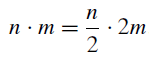 n · m = n/2 · 2m